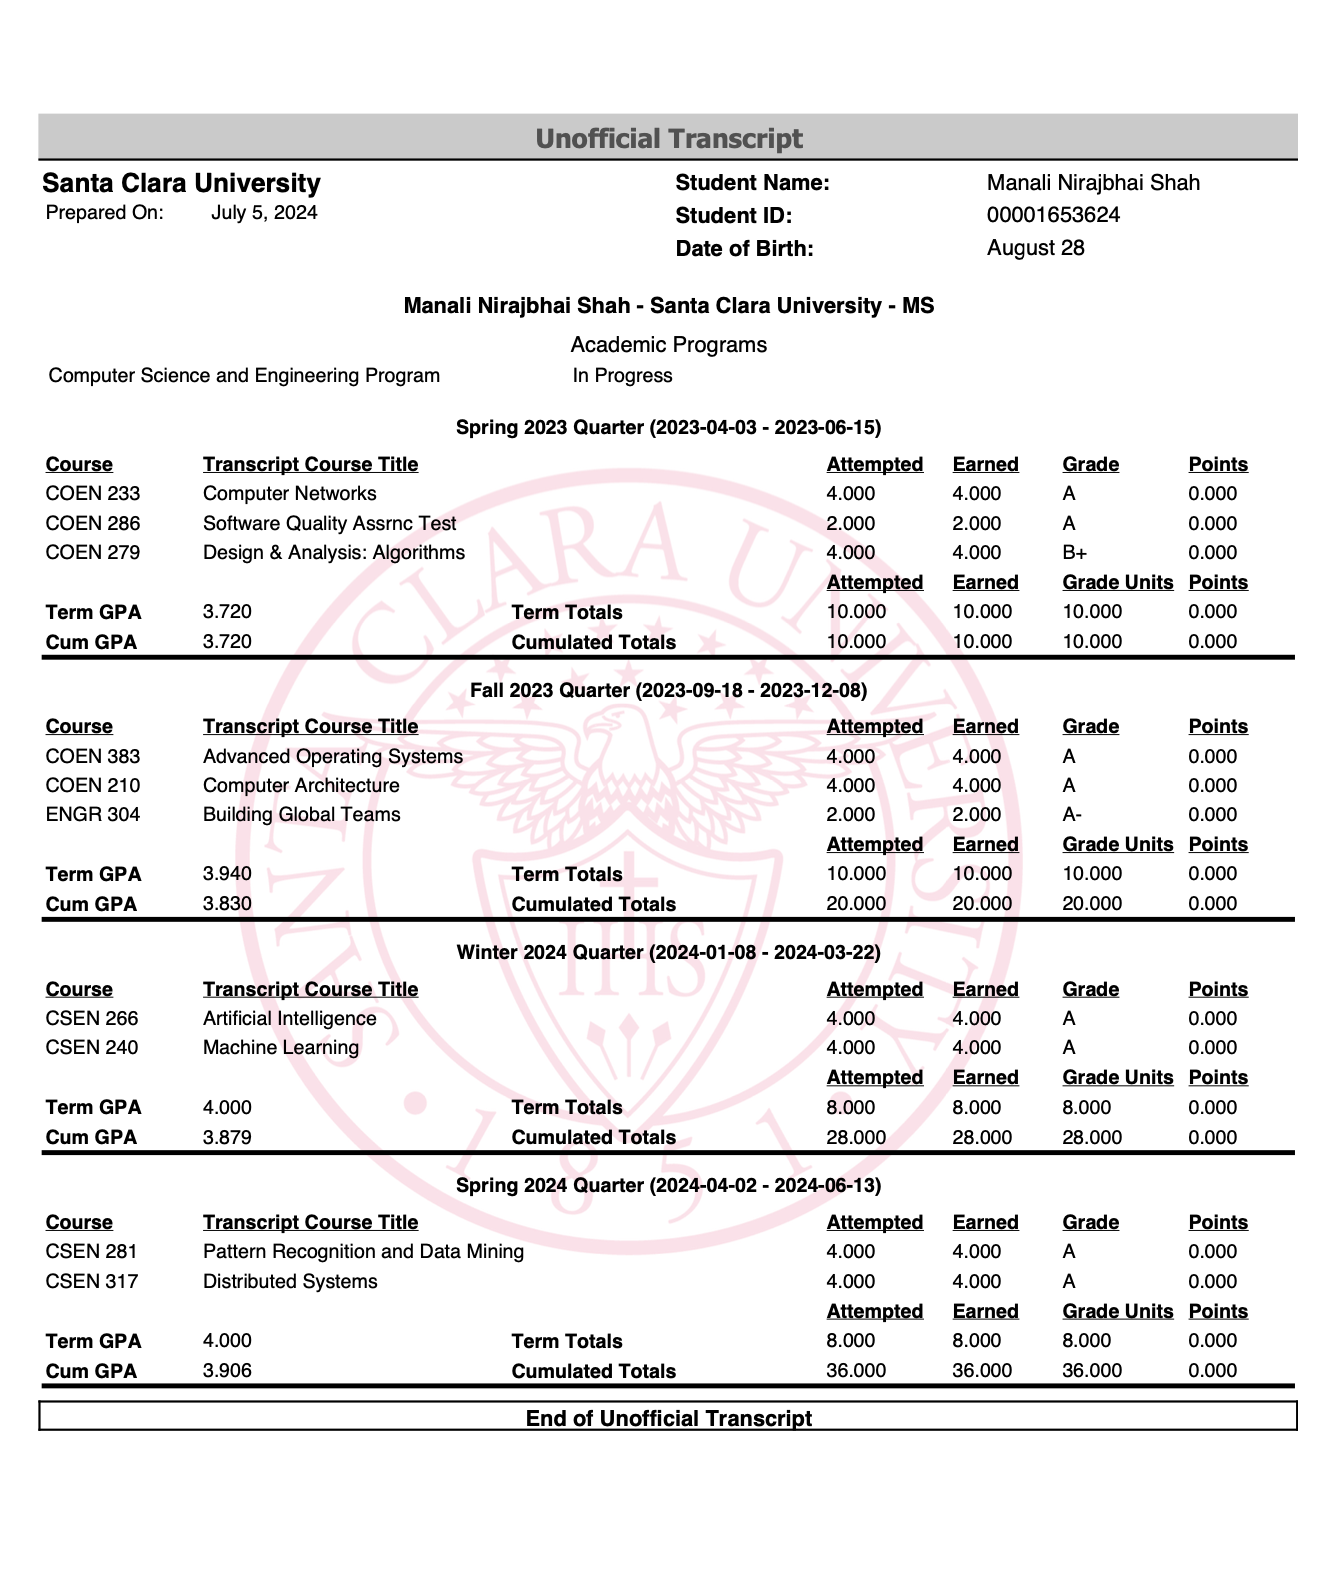 Unofficial Transcript
Santa Clara University
Prepared On: July 5, 2024
Student Name: Manali Nirajbhai Shah
Student ID: 00001653624
Date of Birth: August 28
Manali Nirajbhai Shah - Santa Clara University - MS
Academic Programs
Computer Science and Engineering Program In Progress
Spring 2023 Quarter (2023-04-03 - 2023-06-15)
Course Transcript Course Title Attempted Earned Grade Points
COEN 233 Computer Networks 4.000 4.000 A 0.000
COEN 286 Software Quality Assrnc Test 2.000 2.000 A 0.000
COEN 279 Design & Analysis: Algorithms 4.000 4.000 B+ 0.000
Attempted Earned Grade Units Points
Term GPA 3.720 Term Totals 10.000 10.000 10.000 0.000
Cum GPA 3.720 Cumulated Totals 10.000 10.000 10.000 0.000
Fall 2023 Quarter (2023-09-18 - 2023-12-08)
Course Transcript Course Title Attempted Earned Grade Points
COEN 383 Advanced Operating Systems 4.000 4.000 A 0.000
COEN 210 Computer Architecture 4.000 4.000 A 0.000
ENGR 304 Building Global Teams 2.000 2.000 A- 0.000
Attempted Earned Grade Units Points
Term GPA 3.940 Term Totals 10.000 10.000 10.000 0.000
Cum GPA 3.830 Cumulated Totals 20.000 20.000 20.000 0.000
Winter 2024 Quarter (2024-01-08 - 2024-03-22)
Course Transcript Course Title Attempted Earned Grade Points
CSEN 266 Artificial Intelligence 4.000 4.000 A 0.000
CSEN 240 Machine Learning 4.000 4.000 A 0.000
Attempted Earned Grade Units Points
Term GPA 4.000 Term Totals 8.000 8.000 8.000 0.000
Cum GPA 3.879 Cumulated Totals 28.000 28.000 28.000 0.000
Spring 2024 Quarter (2024-04-02 - 2024-06-13)
Course Transcript Course Title Attempted Earned Grade Points
CSEN 281 Pattern Recognition and Data Mining 4.000 4.000 A 0.000
CSEN 317 Distributed Systems 4.000 4.000 A 0.000
Attempted Earned Grade Units Points
Term GPA 4.000 Term Totals 8.000 8.000 8.000 0.000
Cum GPA 3.906 Cumulated Totals 36.000 36.000 36.000 0.000
End of Unofficial Transcript
SANTA CLARA UNIVERSITY
IHS
1851